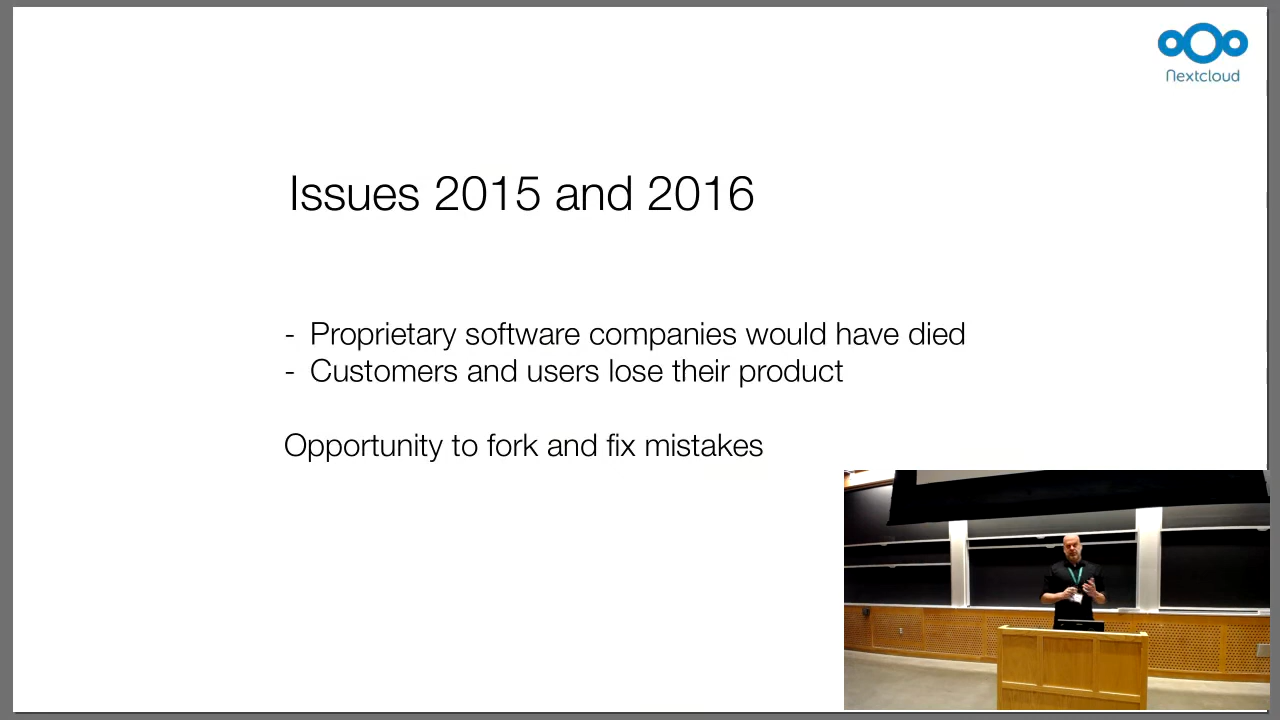 Nextcloud
Issues 2015 and 2016
- Proprietary software companies would have died
- Customers and users lose their product
Opportunity to fork and fix mistakes